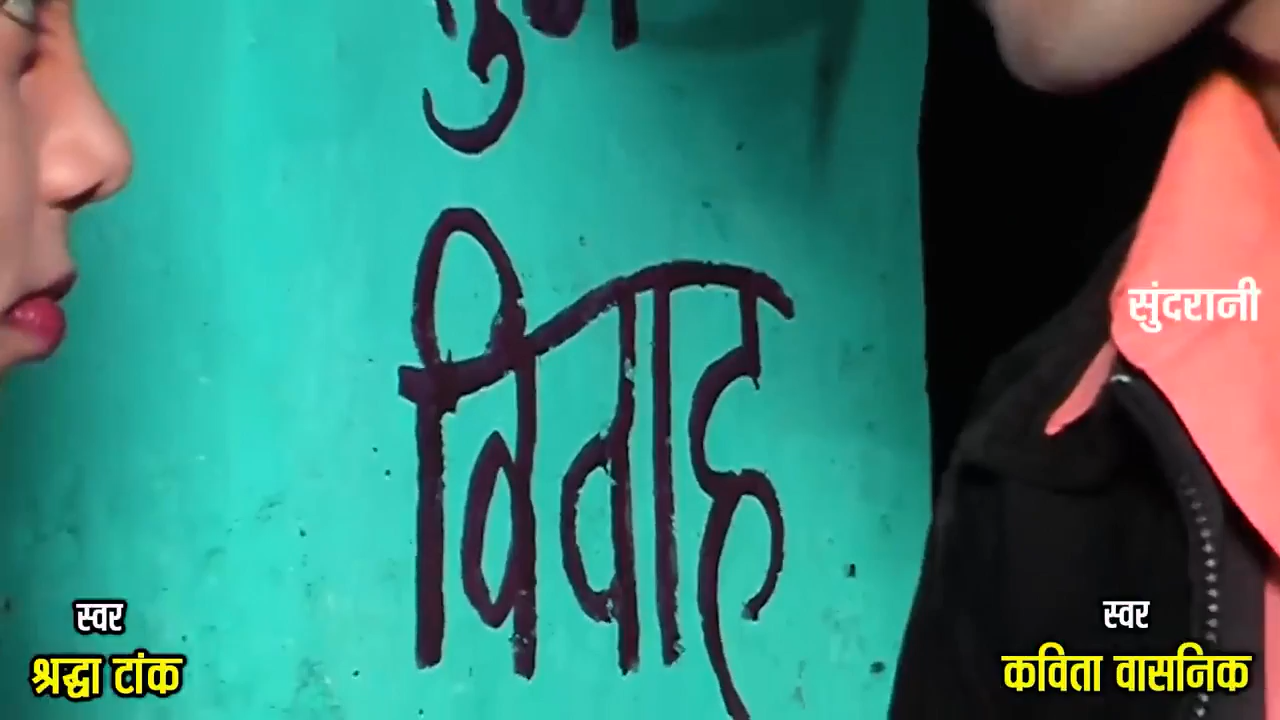 विवाह
सुंदरानी
स्वर
श्रद्धा टांक
स्वर
कविता वासनिक